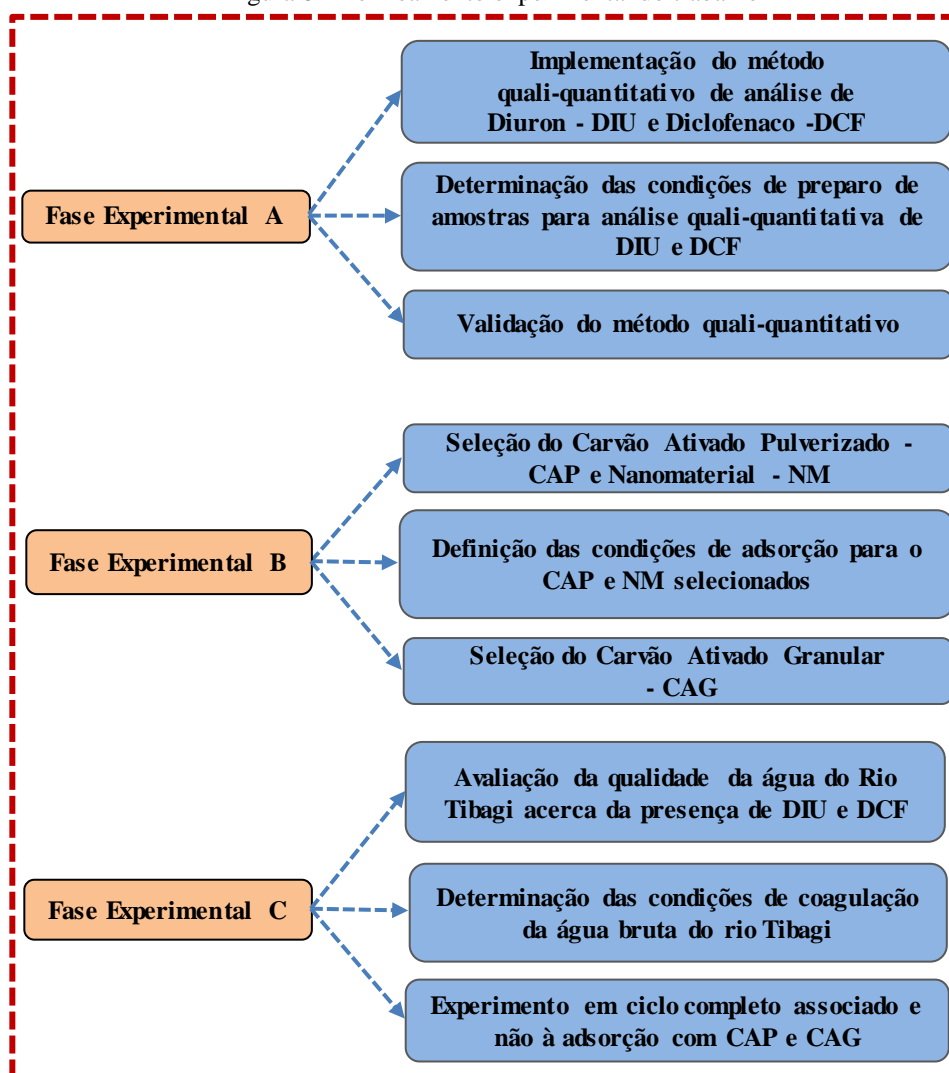 Implementação do método
quali-quantitativo de análise de
Diuron - DIU e Diclofenaco -DCF
Fase Experimental A
Determinação das condições de preparo de
amostras para análise quali-quantitativa de
DIU e DCF
Validação do método quali-quantitativo
Seleção do Carvão Ativado Pulverizado -
CAP e Nanomaterial - NM
Fase Experimental B
Definição das condições de adsorção para o
CAP e NM selecionados
Seleção do Carvão Ativado Granular
- CAG
Avaliação da qualidade da água do Rio
Tibagi acerca da presença de DIU e DCF
Fase Experimental C
Determinação das condições de coagulação
da água bruta do rio Tibagi
Experimento em ciclo completo associado e
não à adsorção com CAP e CAG